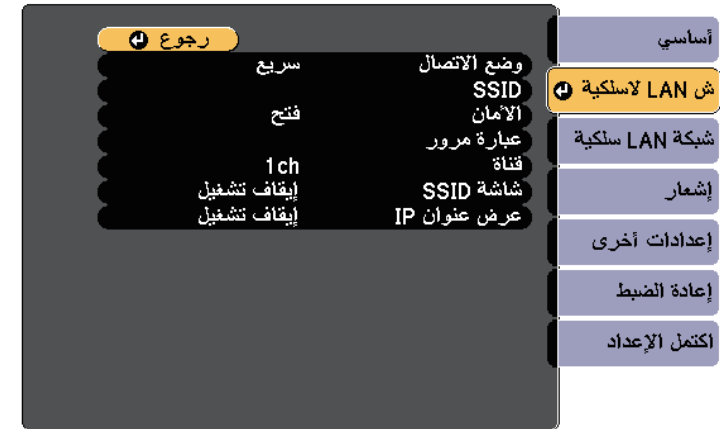 أساسي
ش LAN لاسلكية
شبكة LAN سلكية
إشعار
إعدادات أخرى
إعادة الضبط
اكتمل الإعداد
رجوع
وضع الاتصال سريع
SSID
الأمان فتح
عبارة مرور
قناة 1ch
شاشة SSID إيقاف تشغيل
عرض عنوان IP إيقاف تشغيل